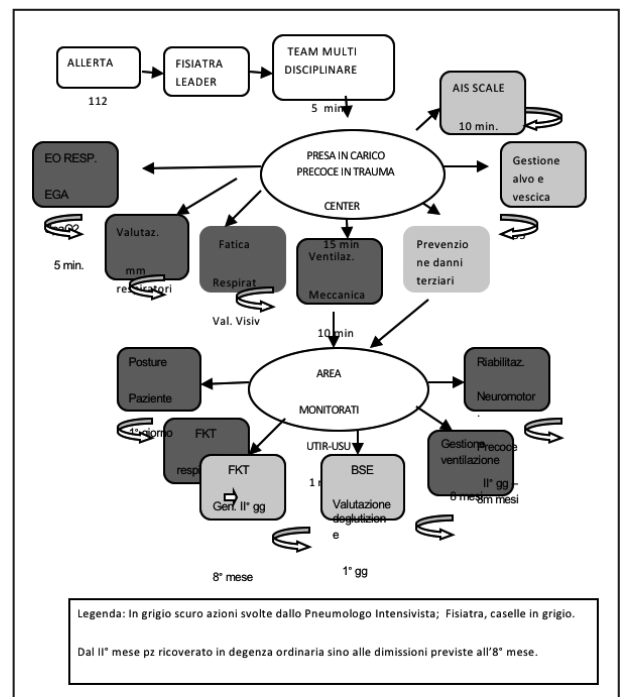 ALLERTA
112
FISIATRA
LEADER
TEAM MULTI
DISCIPLINARE
5 min
AIS SCALE
10 min.
PRESA IN CARICO
PRECOCE IN TRAUMA
CENTER
15 min
EO RESP.
EGA
5 min.
Gestione
alvo e
vescica
Valutaz.
mm
respiratori
Fatica
Respirat
Val. Visiv
Ventilaz.
Meccanica
10 min
Prevenzio
ne danni
terziari
AREA
MONITORATI
UTIR-USU
Posture
Paziente
1° giorno
Riabilitaz.
Neuromotor
.
Precoce
II° gg –
8m mesi
FKT
FKT
Gen. II° gg
8° mese
BSE
Valutazione
deglutizion
e
1° gg
Gestione
ventilazione
8 mesi
Legenda: In grigio scuro azioni svolte dallo Pneumologo Intensivista; Fisiatra, caselle in grigio.
Dal II° mese pz ricoverato in degenza ordinaria sino alle dimissioni previste all’8° mese.